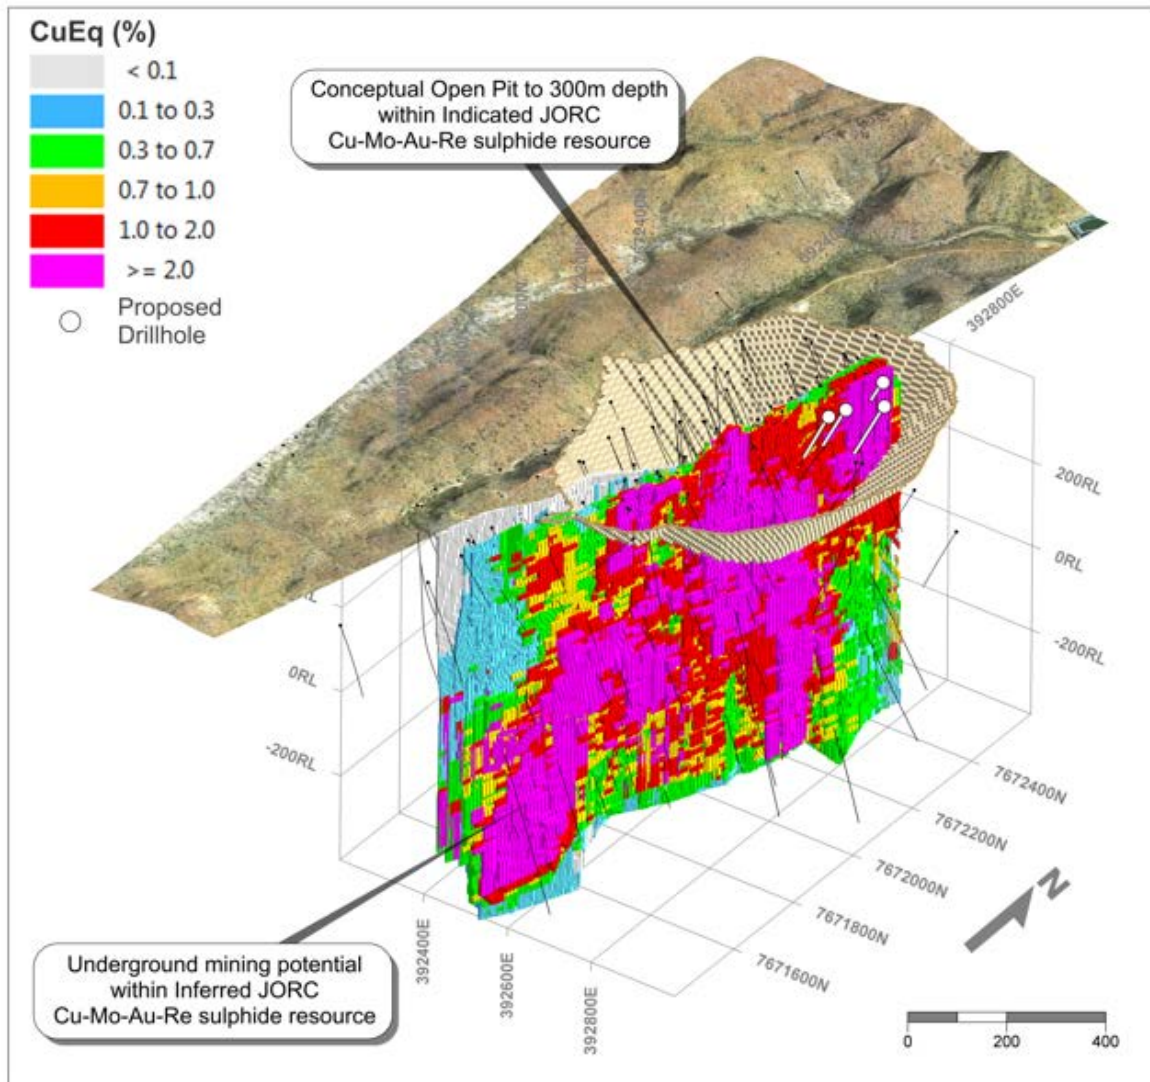 CuEq (%)
< 0.1
0.1 to 0.3
0.3 to 0.7
0.7 to 1.0
1.0 to 2.0
>= 2.0
Proposed
Drillhole
Conceptual Open Pit to 300m depth
within Indicated JORC
Cu-Mo-Au-Re sulphide resource
392800E
200RL
0RL
-200RL
0RL
-200RL
7672400N
7672200N
7672000N
7671800N
7671600N
N
392400E
392600E
392800E
Underground mining potential
within Inferred JORC
Cu-Mo-Au-Re sulphide resource
0
200
400